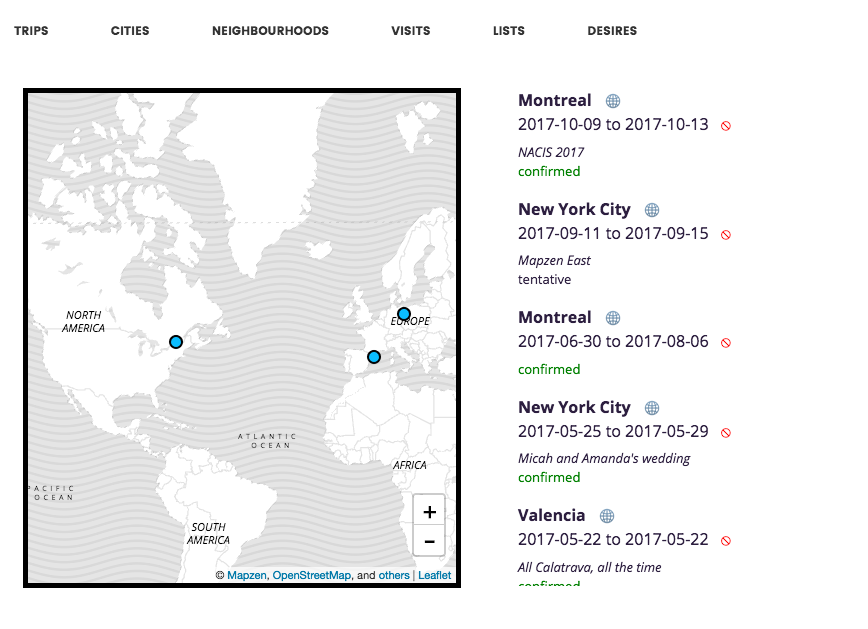 TRIPS CITIES NEIGHBOURHOODS VISITS LISTS DESIRES
NORTH
AMERICA
EUROPE
ATLANTIC
OCEAN
AFRICA
PACIFIC
OCEAN
SOUTH
AMERICA
+
−
© Mapzen, OpenStreetMap, and others | Leaflet
Montreal
2017-10-09 to 2017-10-13
NACIS 2017
confirmed
New York City
2017-09-11 to 2017-09-15
Mapzen East
tentative
Montreal
2017-06-30 to 2017-08-06
confirmed
New York City
2017-05-25 to 2017-05-29
Micah and Amanda's wedding
confirmed
Valencia
2017-05-22 to 2017-05-22
All Calatrava, all the time
confirmed